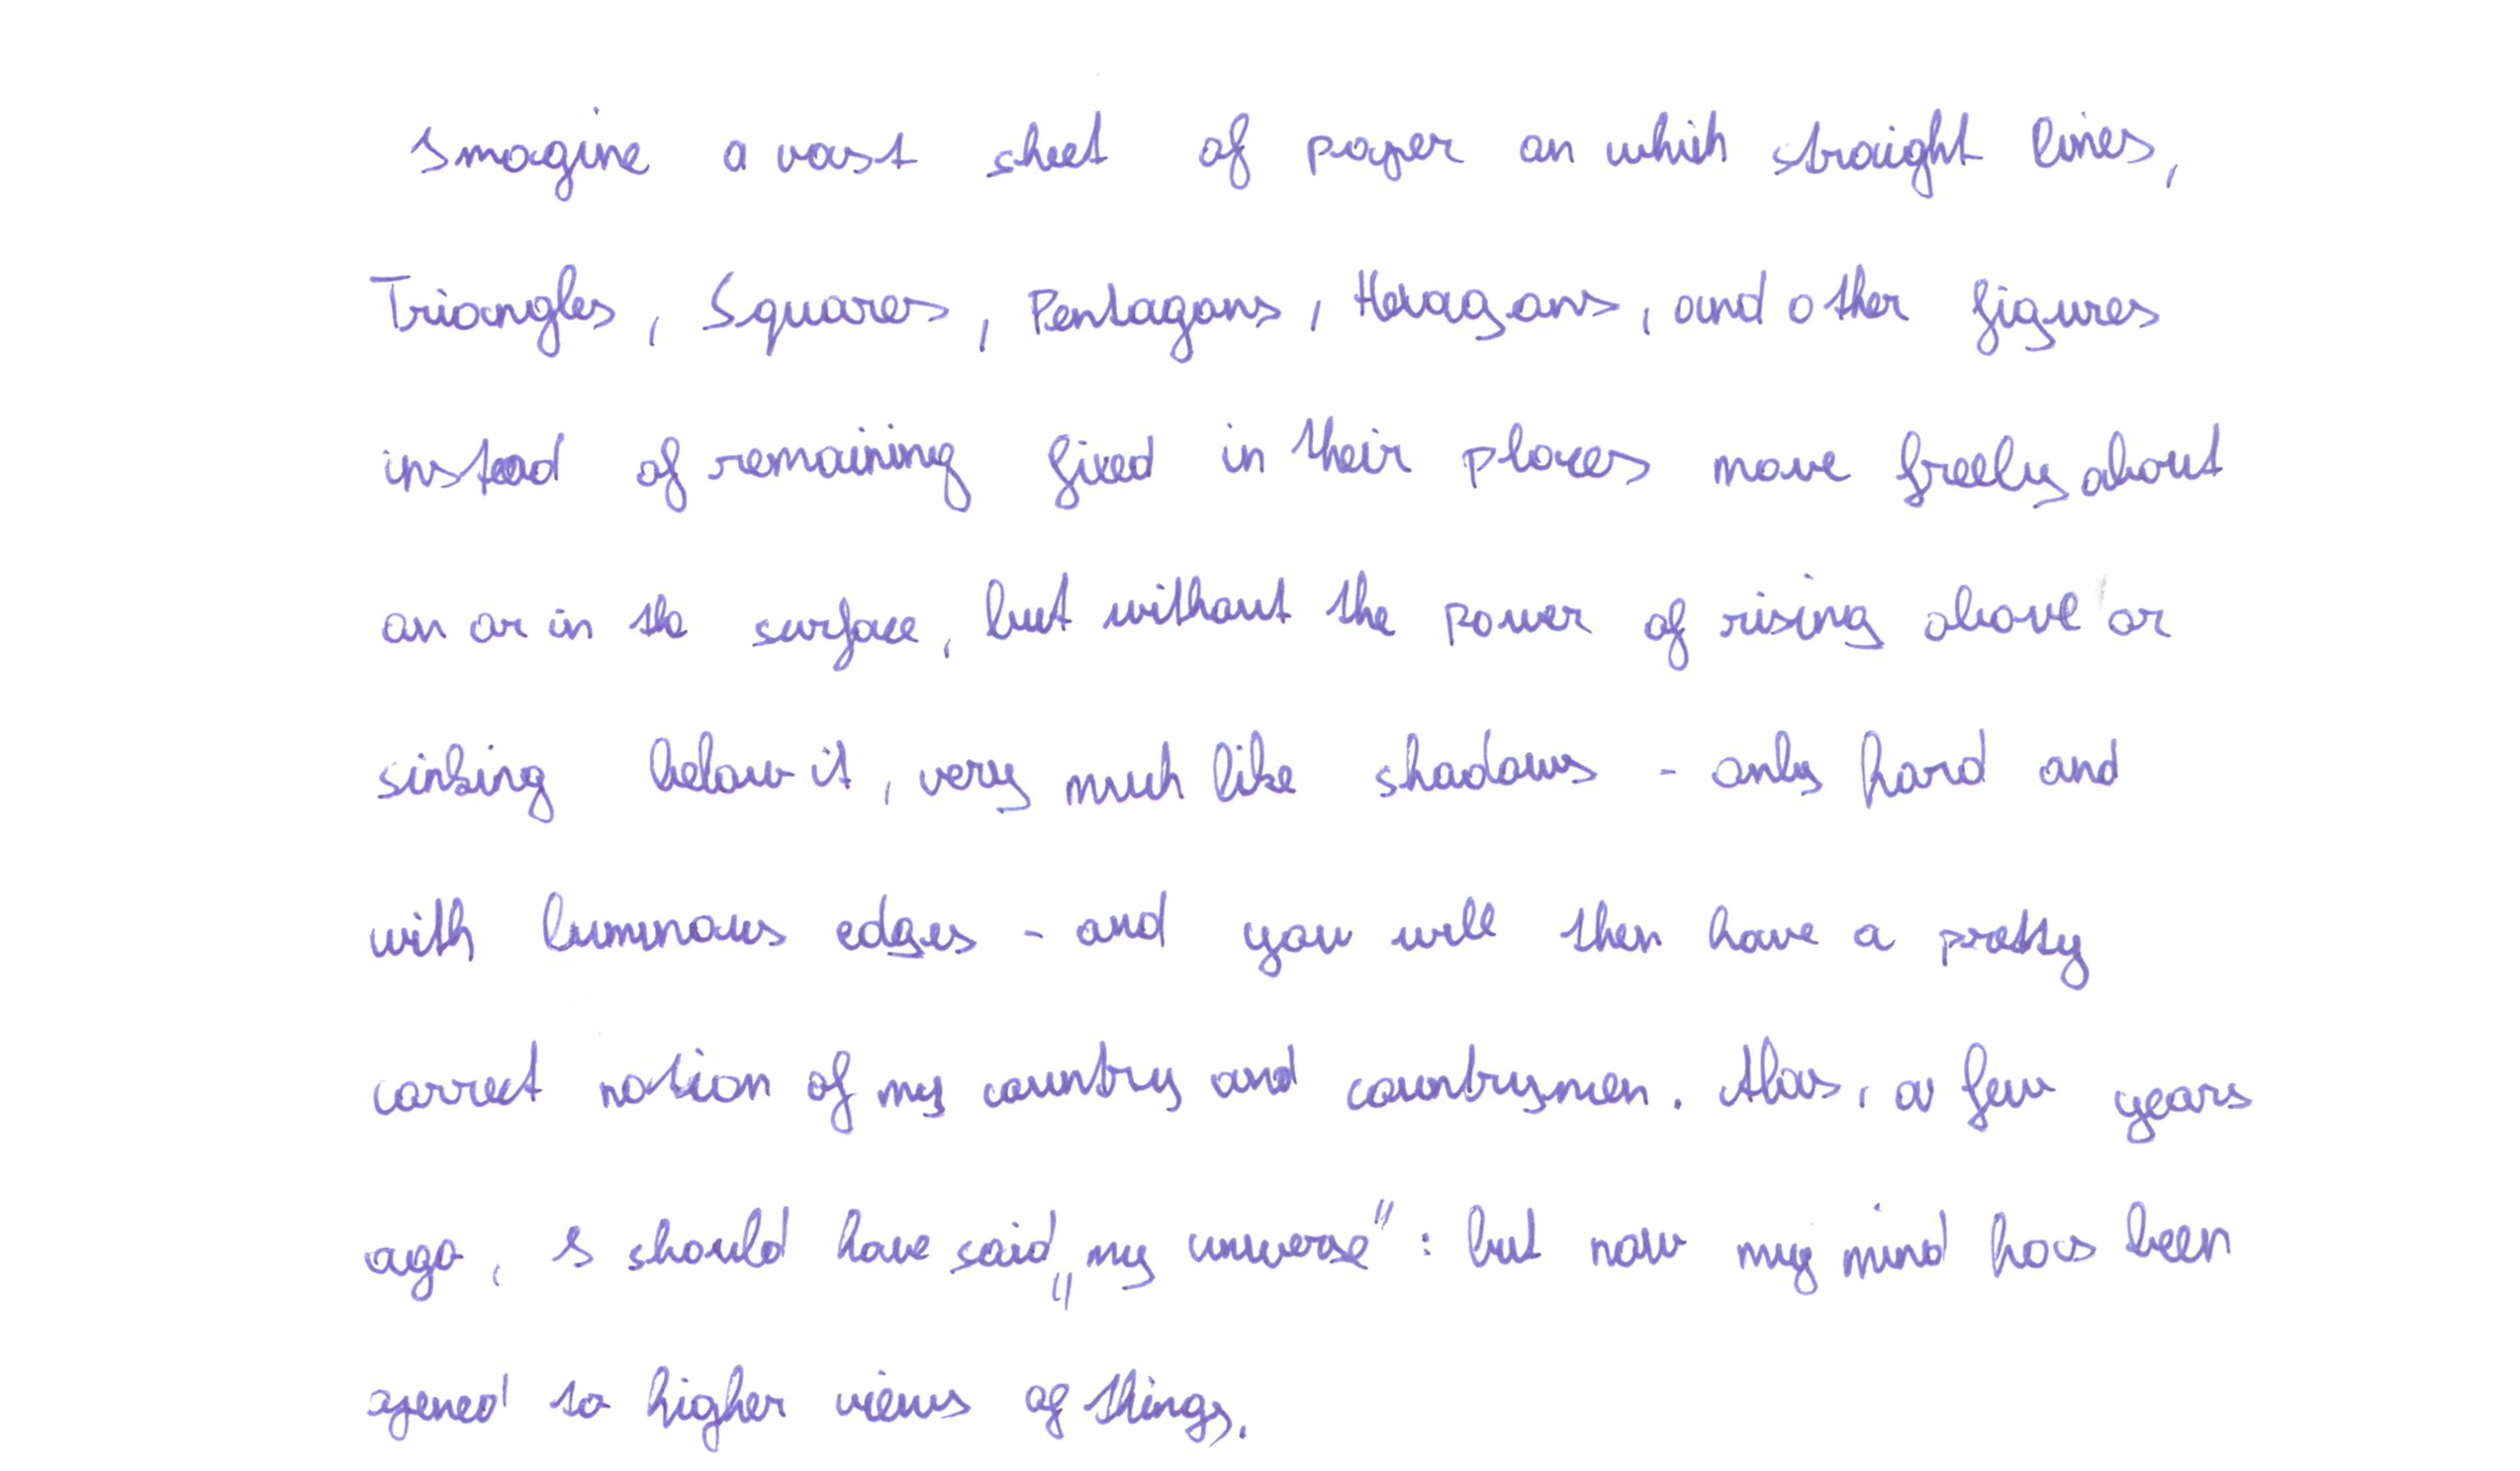 Imagine a vast sheet of paper on which straight lines,
Triangles, Squares, Pentagons, Hexagons, and other figures
instead of remaining fixed in their places move freely about
on or in the surface, but without the power of rising above or
sinking below it, very much like shadows - only hard and
with luminous edges - and you will then have a pretty
correct notion of my country and countrymen. Alas, a few years
ago, I should have said „my universe": but now my mind has been
opened to higher views of things.